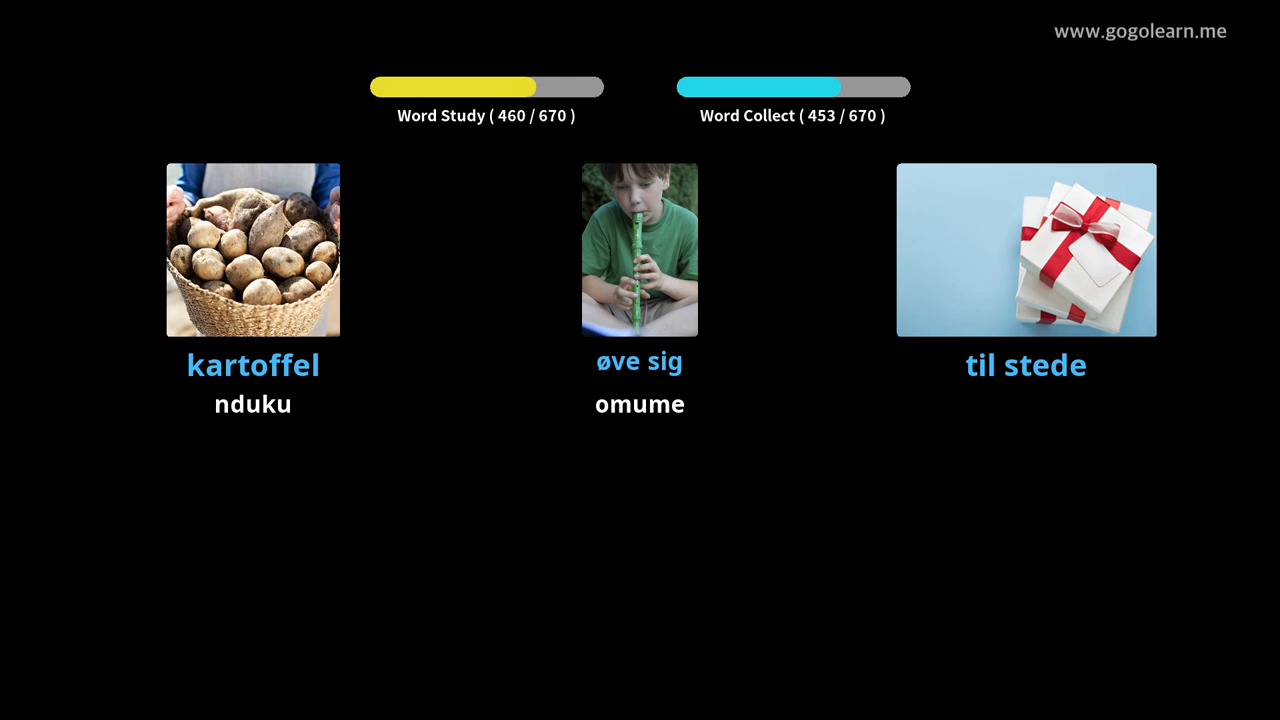 www.gogolearn.me
Word Study ( 460 / 670 )
Word Collect ( 453 / 670 )
kartoffel
nduku
øve sig
omume
til stede